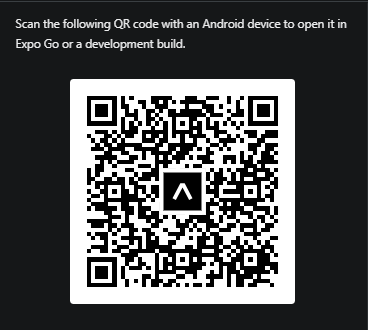 Scan the following QR code with an Android device to open it in
Expo Go or a development build.